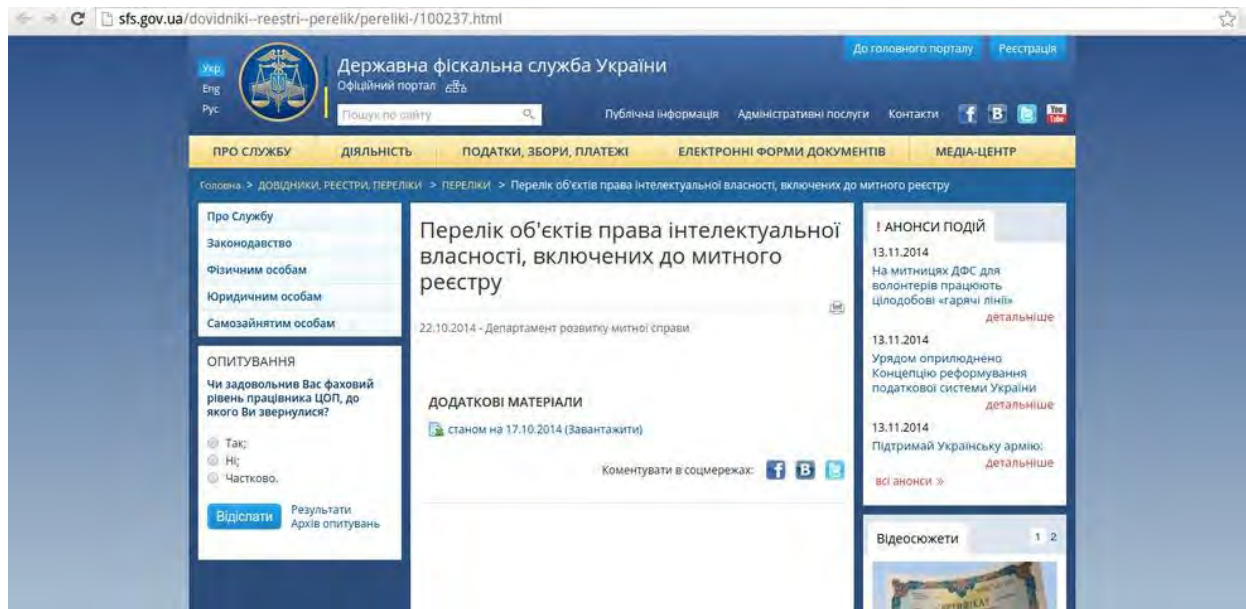 sfs.gov.ua/dovidniki--reestri--perelik/pereliki-/100237.html
До головного порталу Реєстрація
Укр
Eng
Рус
Державна фіскальна служба України
Офіційний портал
Пошук по сайту
Публічна інформація Адміністративні послуги Контакти
You Tube
ПРО СЛУЖБУ ДІЯЛЬНІСТЬ ПОДАТКИ, ЗБОРИ, ПЛАТЕЖІ ЕЛЕКТРОННІ ФОРМИ ДОКУМЕНТІВ МЕДІА-ЦЕНТР
Головна > ДОВІДНИКИ, РЕЄСТРИ, ПЕРЕЛІКИ > ПЕРЕЛІКИ > Перелік об'єктів права інтелектуальної власності, включених до митного реєстру
Про Службу
Законодавство
Фізичним особам
Юридичним особам
Самозайнятим особам
ОПИТУВАННЯ
Чи задовольнив Вас фаховий
рівень працівника ЦОП, до
якого Ви звернулися?
Так;
Ні;
Частково.
Відіслати
Результати
Архів опитувань
Перелік об'єктів права інтелектуальної
власності, включених до митного
реєстру
22.10.2014 - Департамент розвитку митної справи
ДОДАТКОВІ МАТЕРІАЛИ
станом на 17.10.2014 (Завантажити)
Коментувати в соцмережах: f B
! АНОНСИ ПОДІЙ
13.11.2014
На митницях ДФС для
волонтерів працюють
цілодобові «гарячі лінії»
детальніше
13.11.2014
Урядом оприлюднено
Концепцію реформування
податкової системи України
детальніше
13.11.2014
Підтримай Українську армію:
детальніше
всі анонси »
Відеосюжети 1 2
СЕРТИФІКАТ